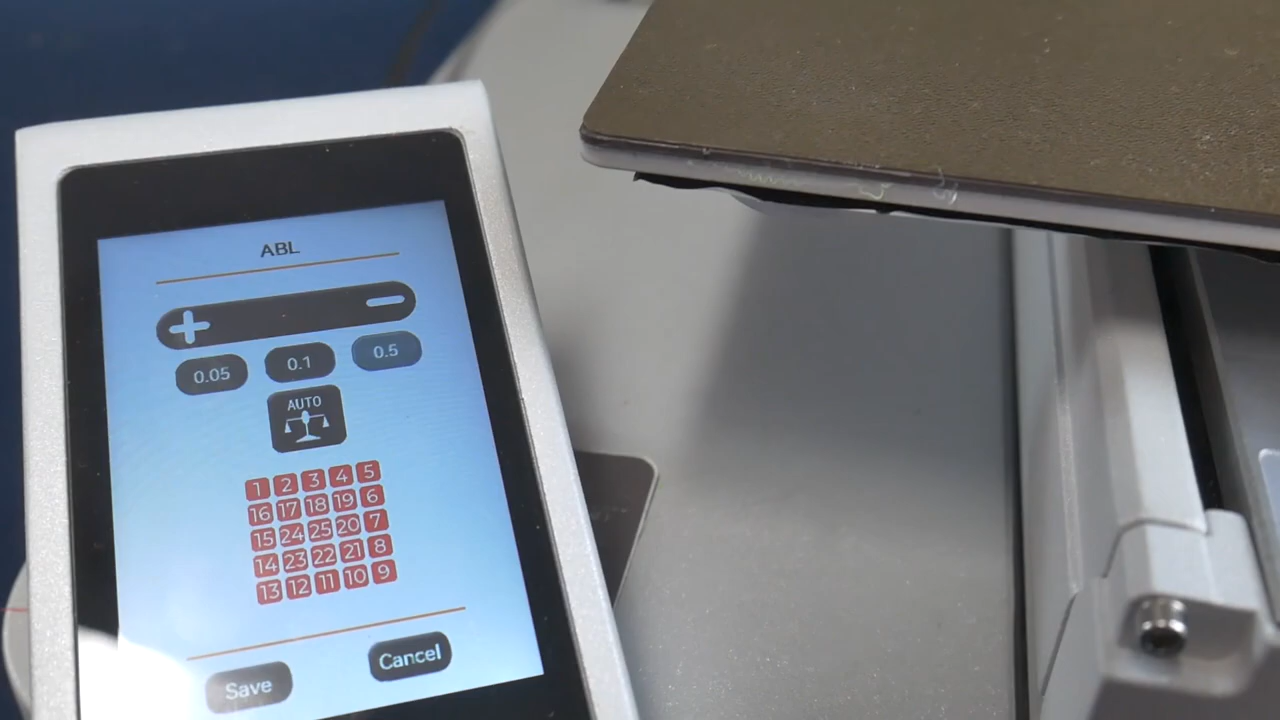 ABL
+ −
0.05 0.1 0.5
AUTO
1 2 3 4 5
16 17 18 19 6
15 24 25 20 7
14 23 22 21 8
13 12 11 10 9
Save Cancel